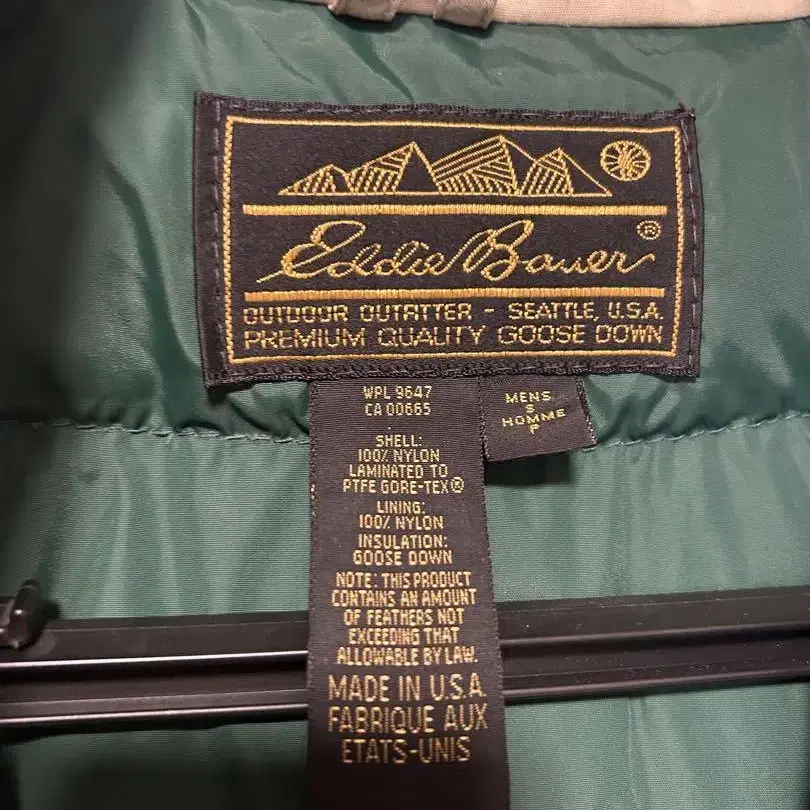 Eddie Bauer®
OUTDOOR OUTFITTER - SEATTLE, U.S.A.
PREMIUM QUALITY GOOSE DOWN
WPL 9647
CA 00665
MENS
S
HOMME
P
SHELL:
100% NYLON
LAMINATED TO
PTFE GORE-TEX®
LINING:
100% NYLON
INSULATION:
GOOSE DOWN
NOTE: THIS PRODUCT
CONTAINS AN AMOUNT
OF FEATHERS NOT
EXCEEDING THAT
ALLOWABLE BY LAW.
MADE IN U.S.A.
FABRIQUE AUX
ETATS-UNIS